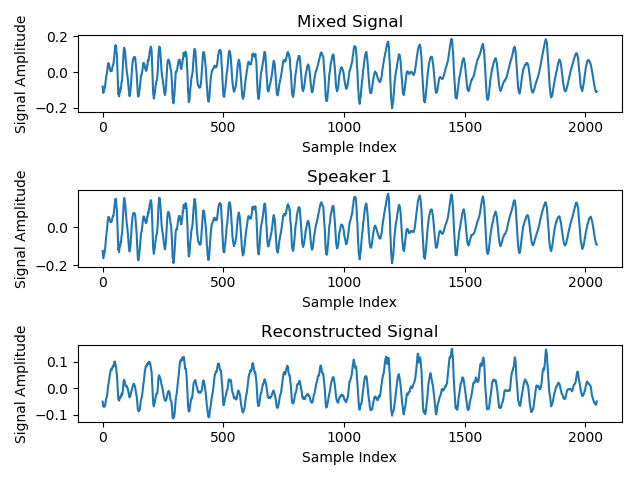 Mixed Signal
Signal Amplitude
0.2
0.0
−0.2
0 500 1000 1500 2000
Sample Index
Speaker 1
Signal Amplitude
0.0
−0.2
0 500 1000 1500 2000
Sample Index
Reconstructed Signal
Signal Amplitude
0.1
0.0
−0.1
0 500 1000 1500 2000
Sample Index